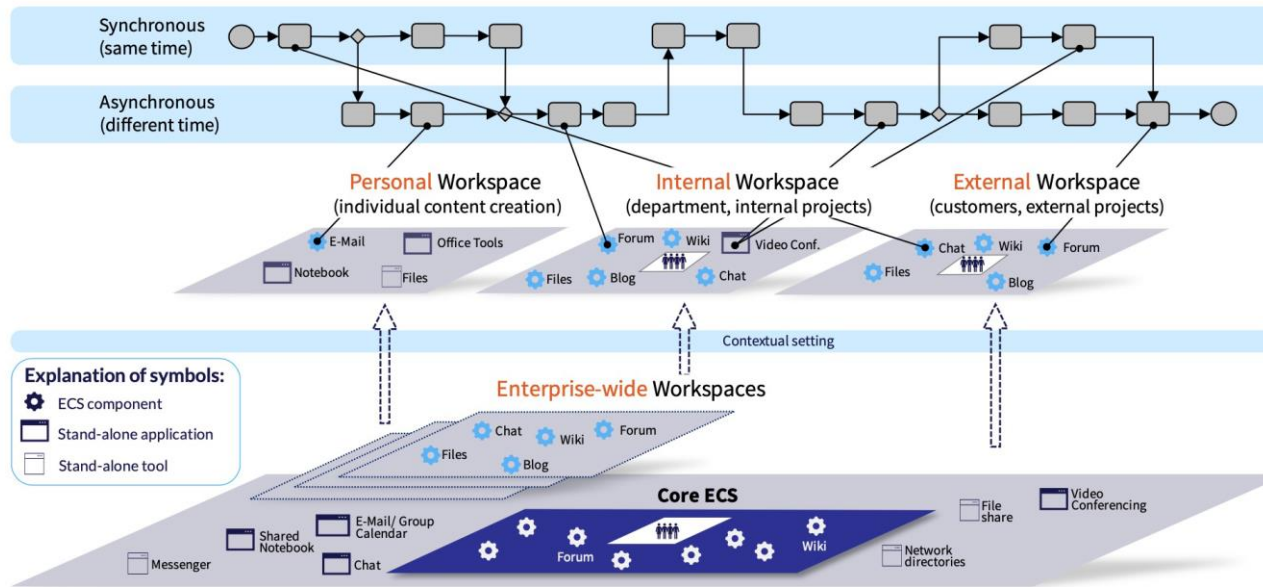 Synchronous
(same time)
Asynchronous
(different time)
Personal Workspace
(individual content creation)
E-Mail
Office Tools
Notebook
Files
Internal Workspace
(department, internal projects)
Forum
Wiki
Video Conf.
Files
Blog
Chat
External Workspace
(customers, external projects)
Chat
Wiki
Forum
Files
Blog
Contextual setting
Explanation of symbols:
ECS component
Stand-alone application
Stand-alone tool
Enterprise-wide Workspaces
Chat
Wiki
Forum
Files
Blog
Core ECS
Messenger
Shared
Notebook
E-Mail/ Group
Calendar
Chat
Forum
Wiki
File
share
Video
Conferencing
Network
directories